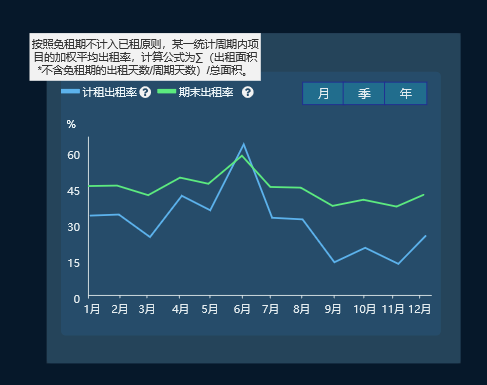 按照免租期不计入已租原则，某一统计周期内项
目的加权平均出租率，计算公式为∑（出租面积
*不含免租期的出租天数/周期天数）/总面积。
计租出租率 ? 期末出租率 ?
月 季 年
%
60
45
30
15
0
1月 2月 3月 4月 5月 6月 7月 8月 9月 10月 11月 12月